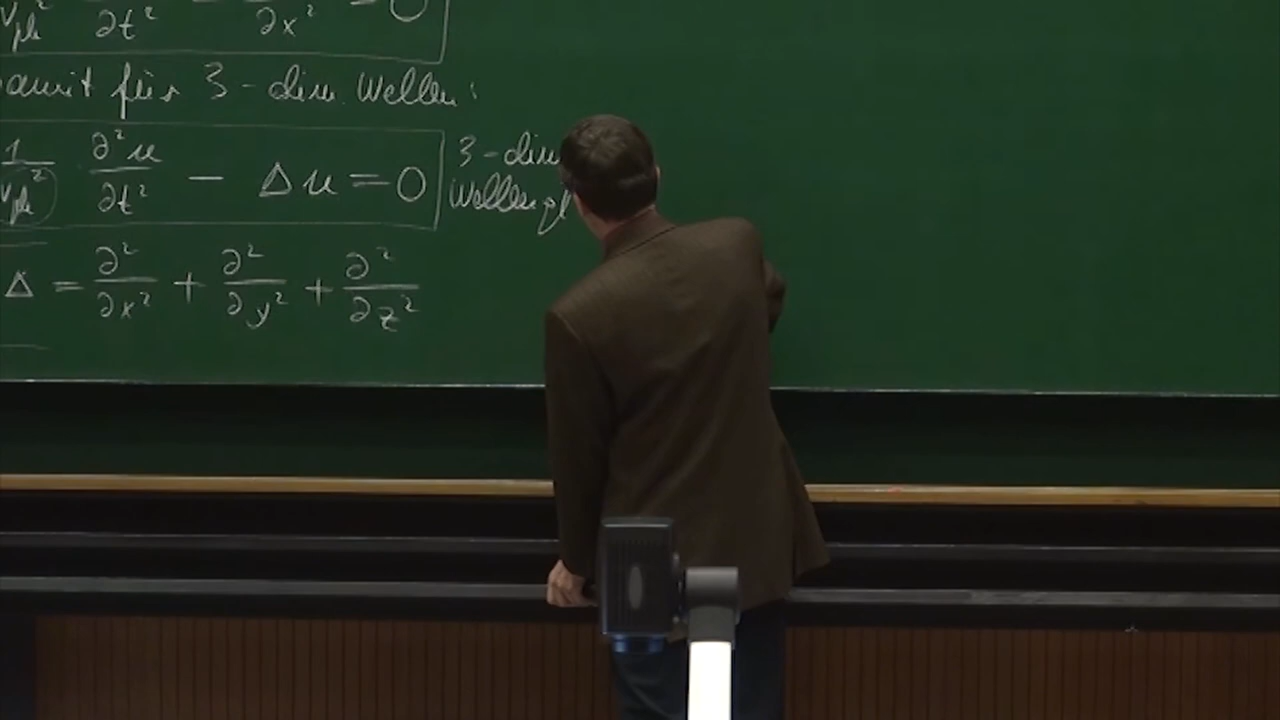 v_ph² ∂t² ∂x² = 0
für 3-dim. Wellen:
1/v_ph² ∂²u/∂t² − Δu = 0
3-dim
Wellengl
Δ = ∂²/∂x² + ∂²/∂y² + ∂²/∂z²